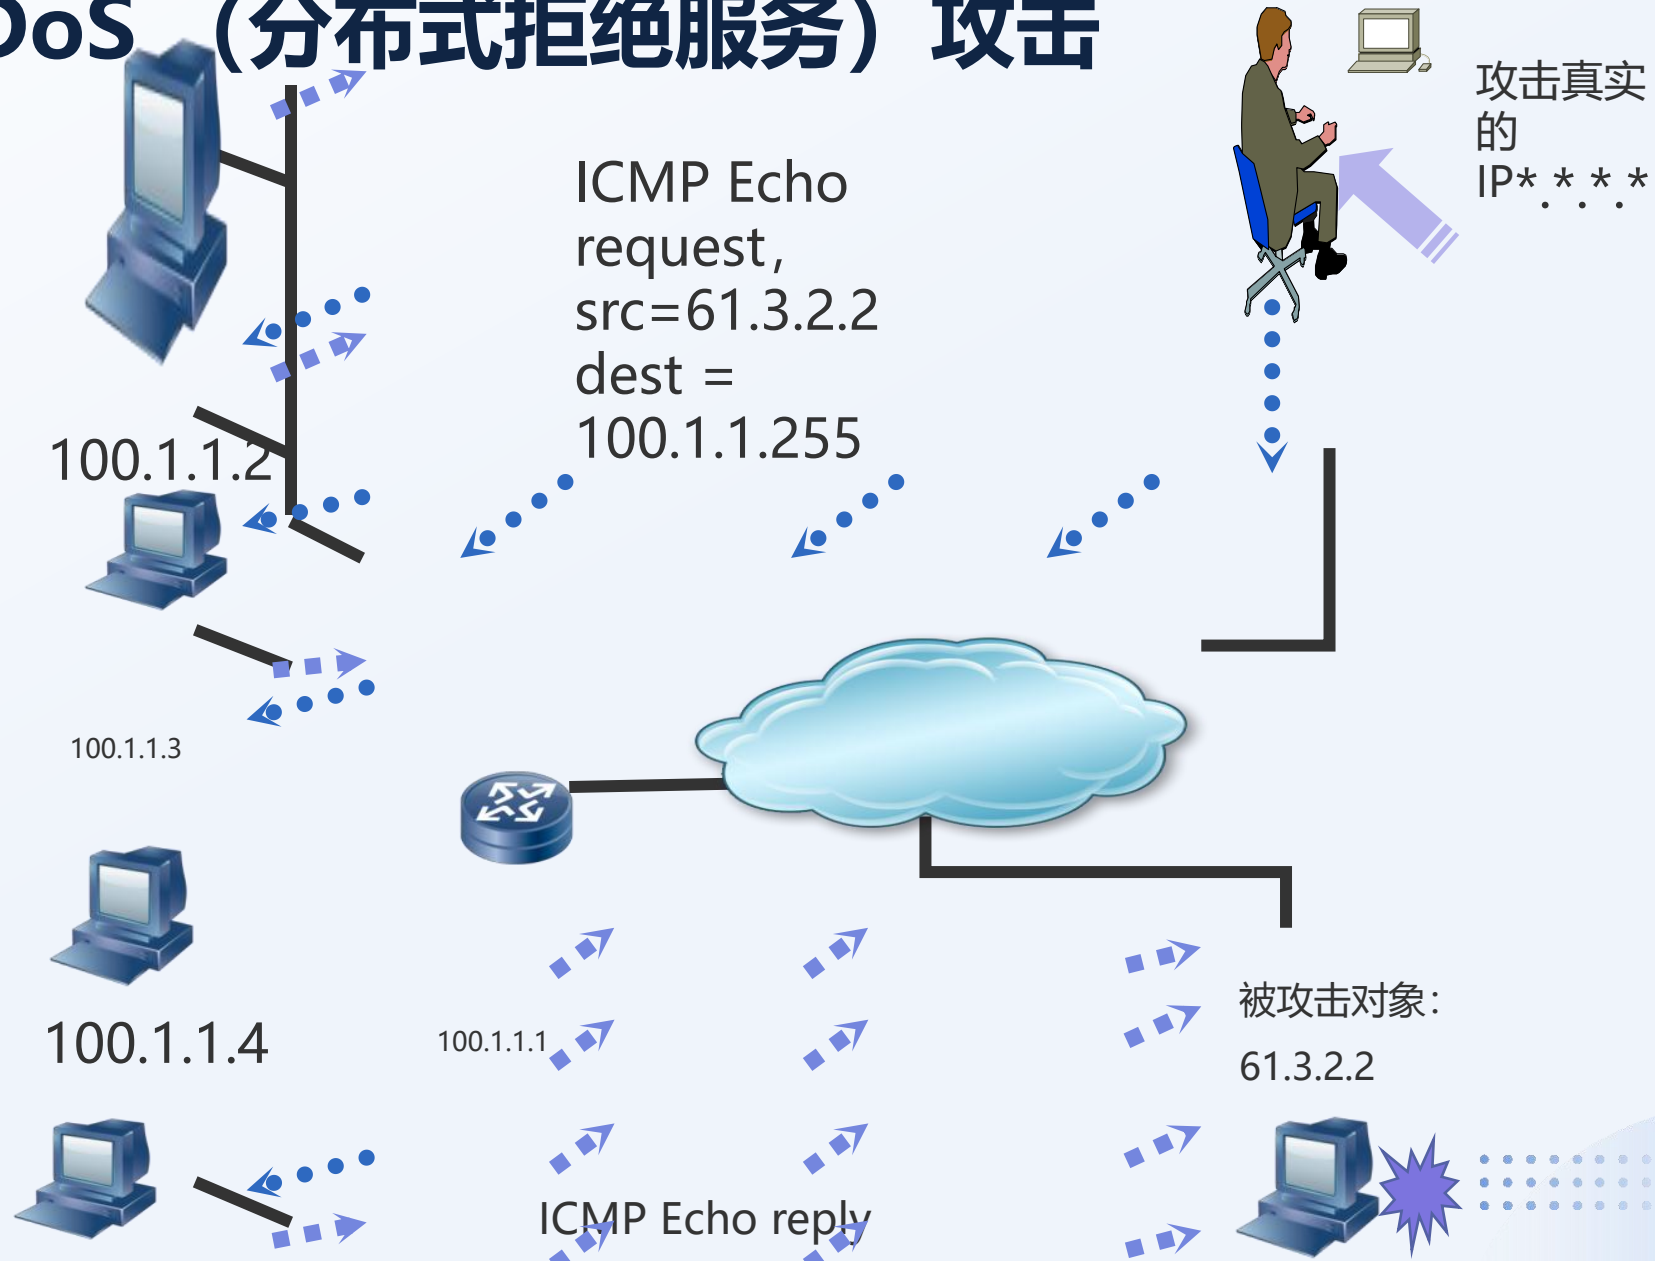 DoS（分布式拒绝服务）攻击
攻击真实
的
IP*.*.*.*
ICMP Echo
request,
src=61.3.2.2
dest =
100.1.1.255
100.1.1.2
100.1.1.3
100.1.1.4
100.1.1.1
被攻击对象：
61.3.2.2
ICMP Echo reply